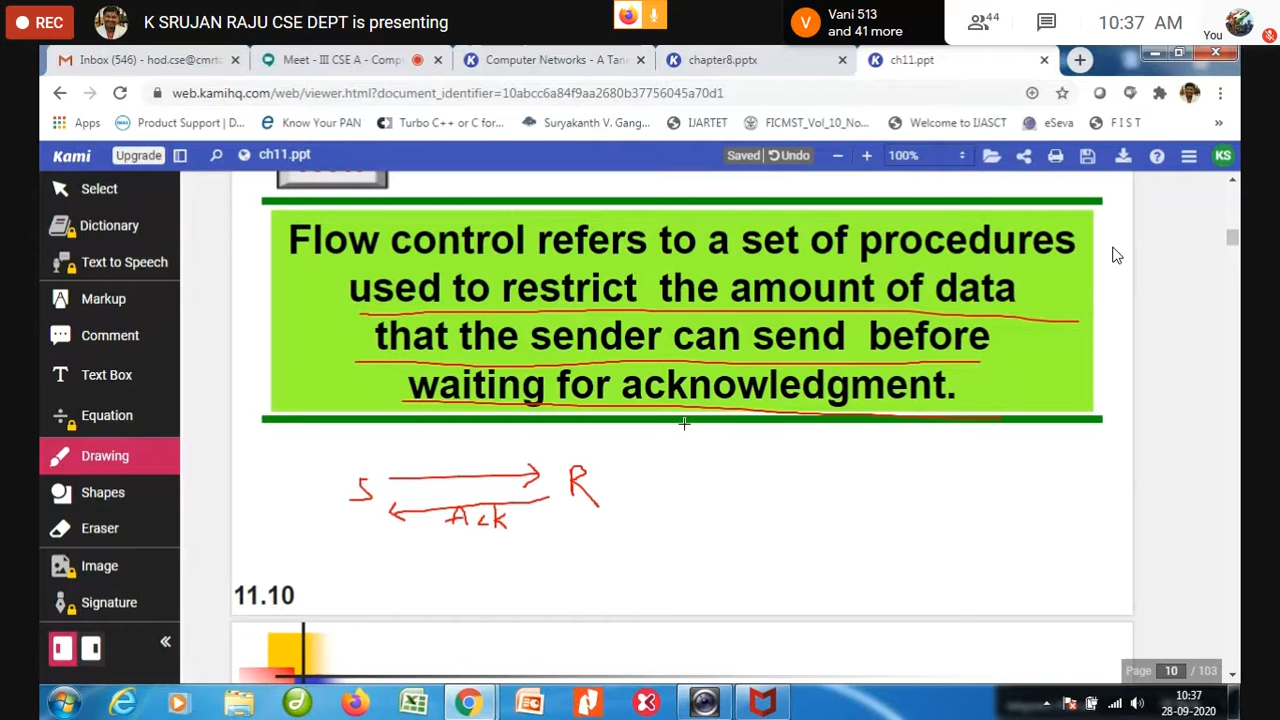 REC
K SRUJAN RAJU CSE DEPT is presenting
V
Vani 513
and 41 more
44
10:37 AM
You
Inbox (546) - hod.cse@cmrtc
Meet - III CSE A - Compu
Computer Networks - A Tan
chapter8.pptx
ch11.ppt
web.kamihq.com/web/viewer.html?document_identifier=10abcc6a84f9aa2680b37756045a70d1
Apps
Product Support | D...
Know Your PAN
Turbo C++ or C for...
Suryakanth V. Gang...
IJARTET
FICMST_Vol_10_No...
Welcome to IJASCT
eSeva
F I S T
»
Kami
Upgrade
ch11.ppt
Saved
Undo
100%
KS
Select
Dictionary
Text to Speech
Markup
Comment
Text Box
Equation
Drawing
Shapes
Eraser
Image
Signature
Flow control refers to a set of procedures
used to restrict the amount of data
that the sender can send before
waiting for acknowledgment.
S
R
Ack
11.10
Page 10 / 103
10:37
28-09-2020